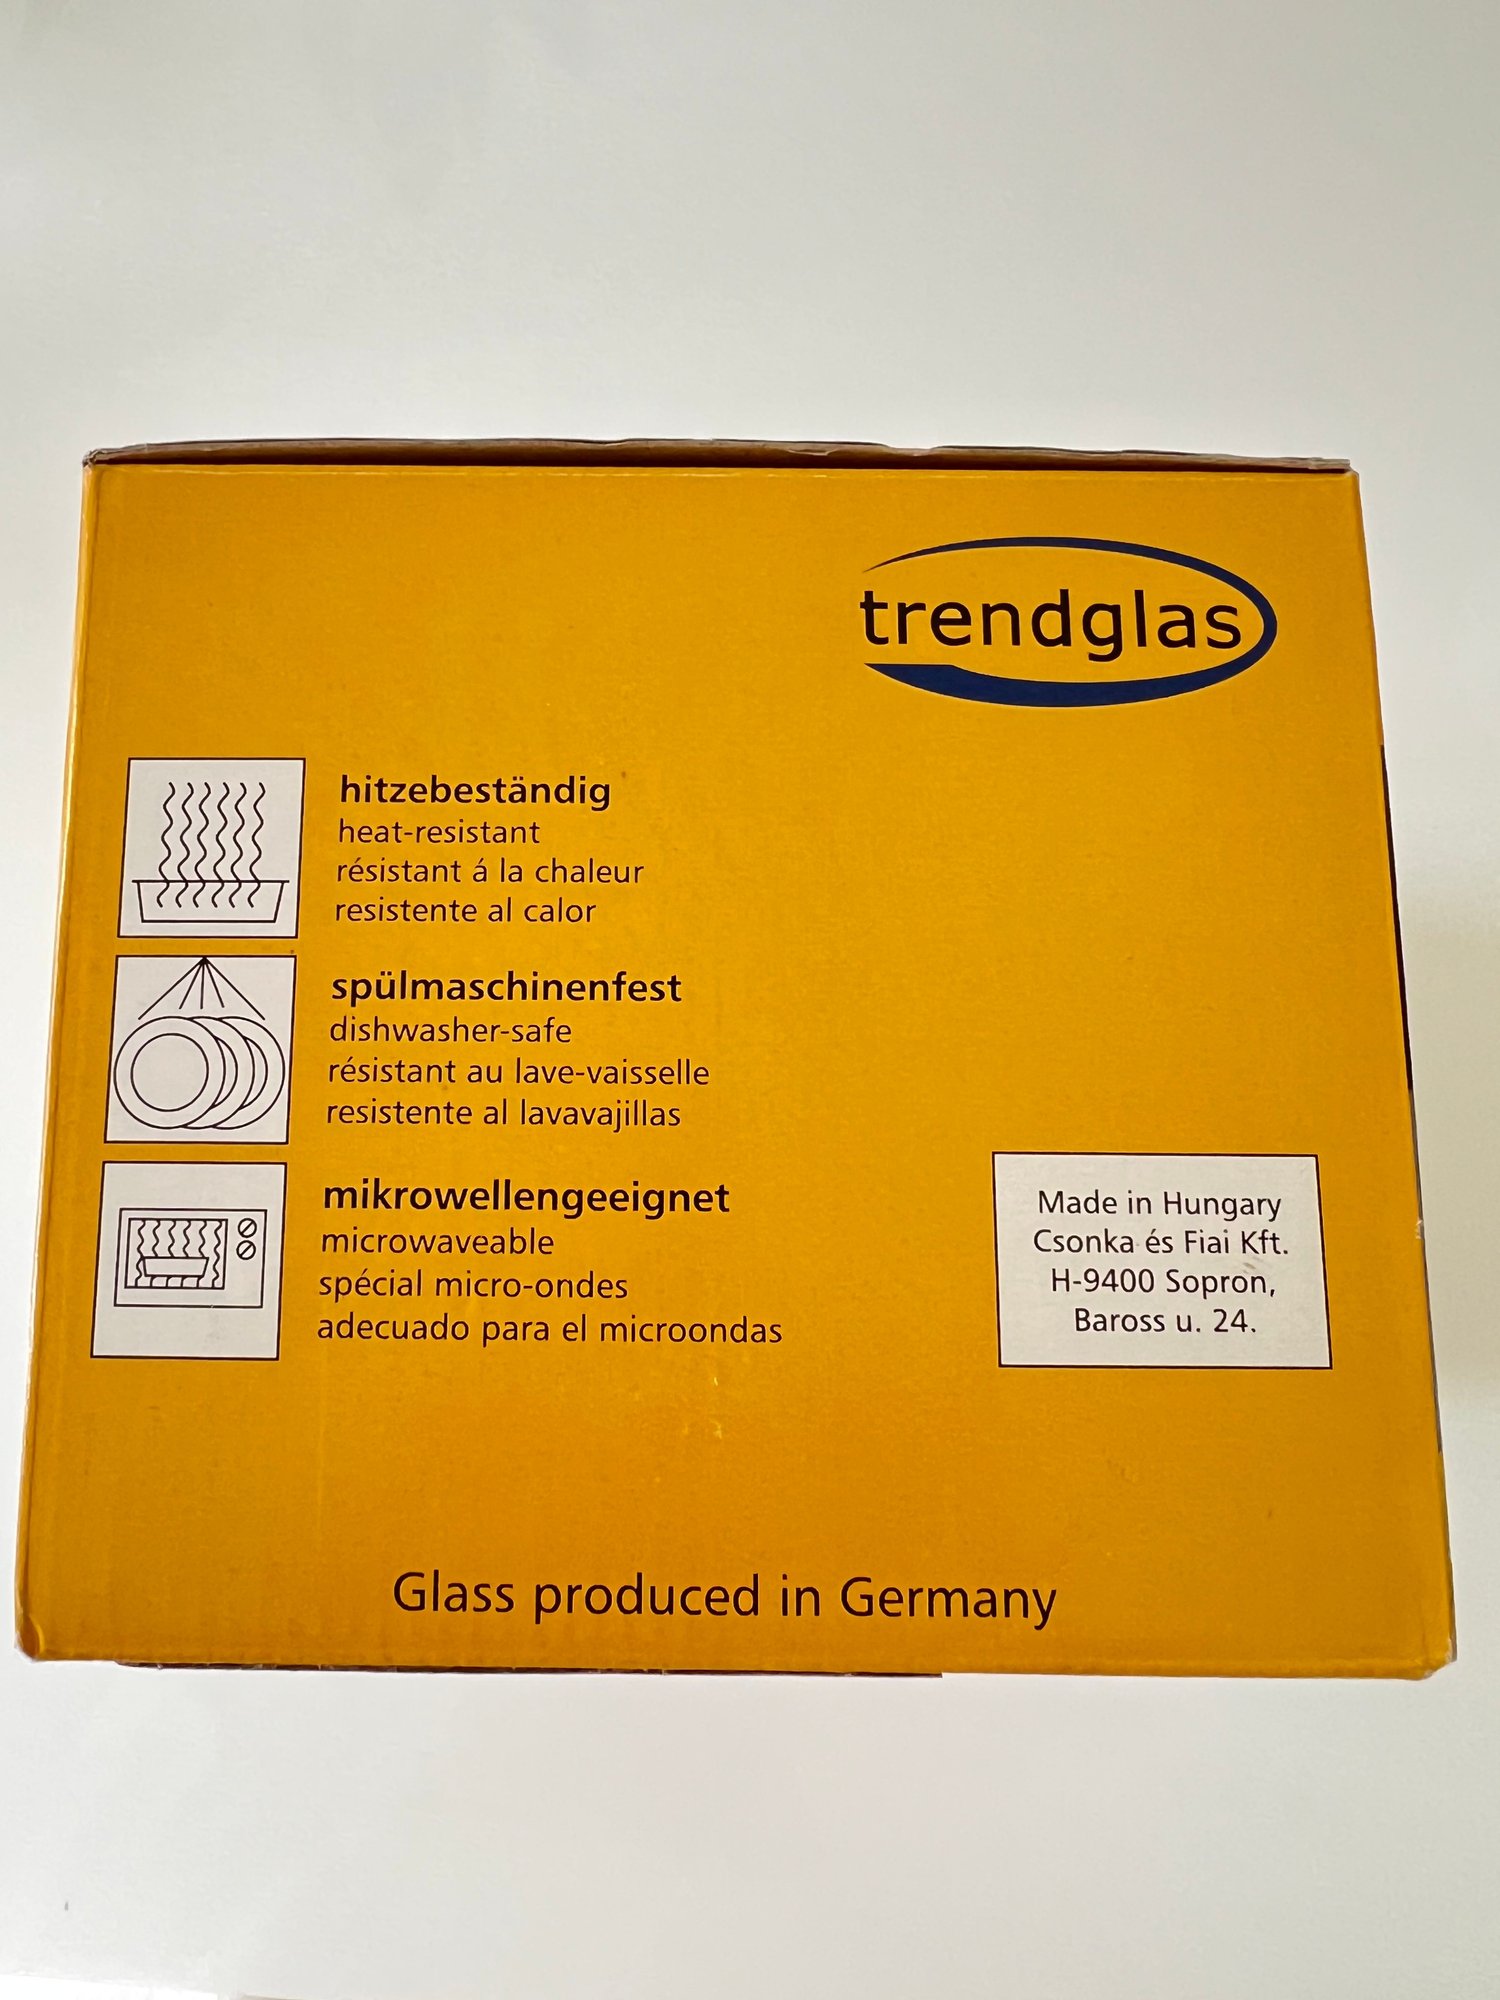 trendglas
hitzebeständig
heat-resistant
résistant á la chaleur
resistente al calor
spülmaschinenfest
dishwasher-safe
résistant au lave-vaisselle
resistente al lavavajillas
mikrowellengeeignet
microwaveable
spécial micro-ondes
adecuado para el microondas
Made in Hungary
Csonka és Fiai Kft.
H-9400 Sopron,
Baross u. 24.
Glass produced in Germany